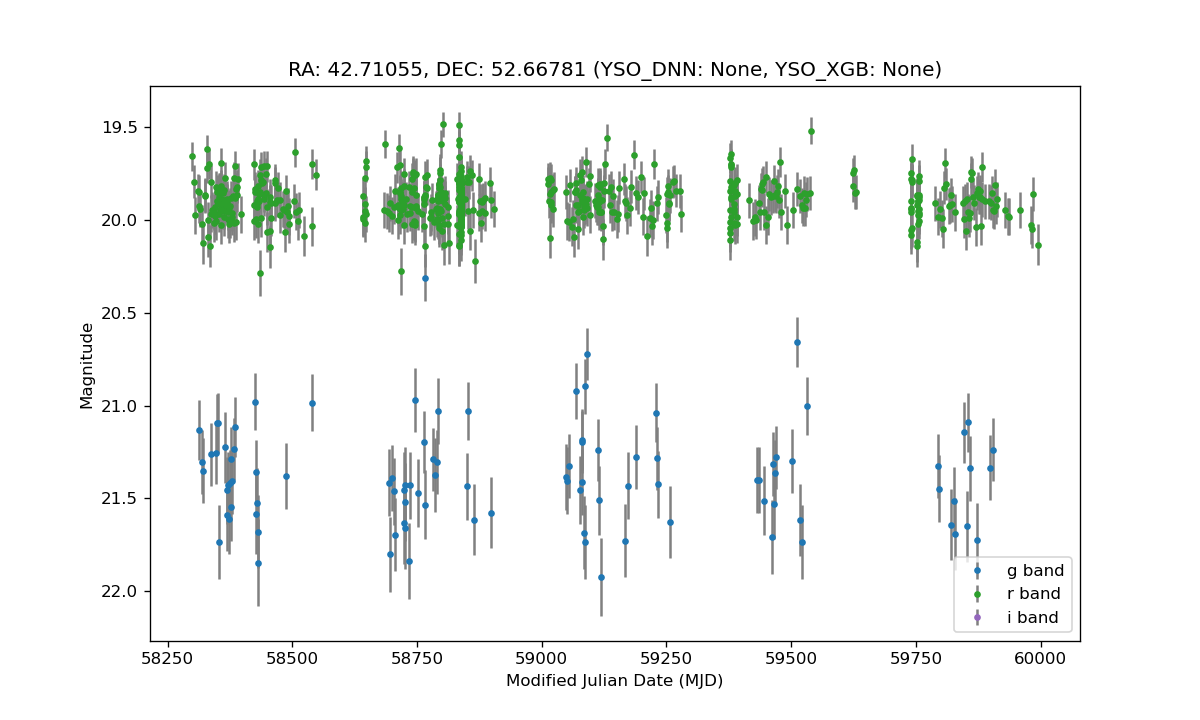 RA: 42.71055, DEC: 52.66781 (YSO_DNN: None, YSO_XGB: None)
19.5
20.0
20.5
21.0
21.5
22.0
Magnitude
g band
r band
i band
58250 58500 58750 59000 59250 59500 59750 60000
Modified Julian Date (MJD)